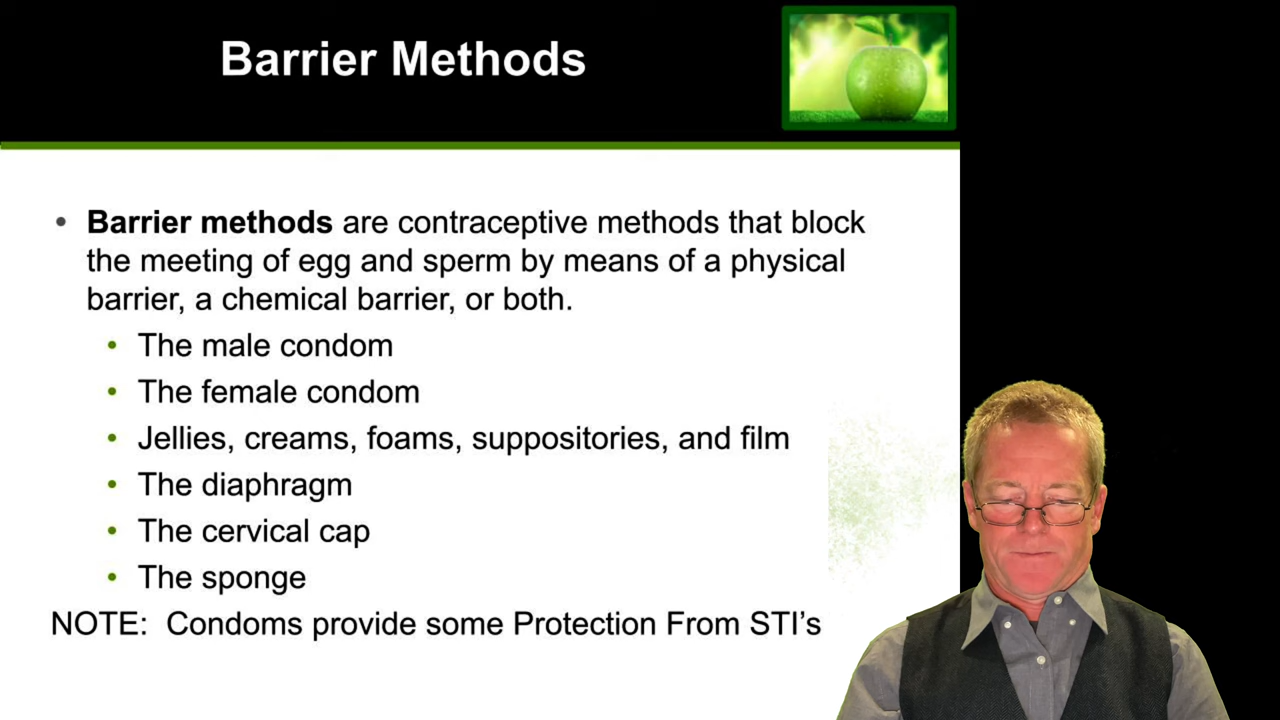 Barrier Methods
• Barrier methods are contraceptive methods that block
the meeting of egg and sperm by means of a physical
barrier, a chemical barrier, or both.
• The male condom
• The female condom
• Jellies, creams, foams, suppositories, and film
• The diaphragm
• The cervical cap
• The sponge
NOTE:  Condoms provide some Protection From STI’s